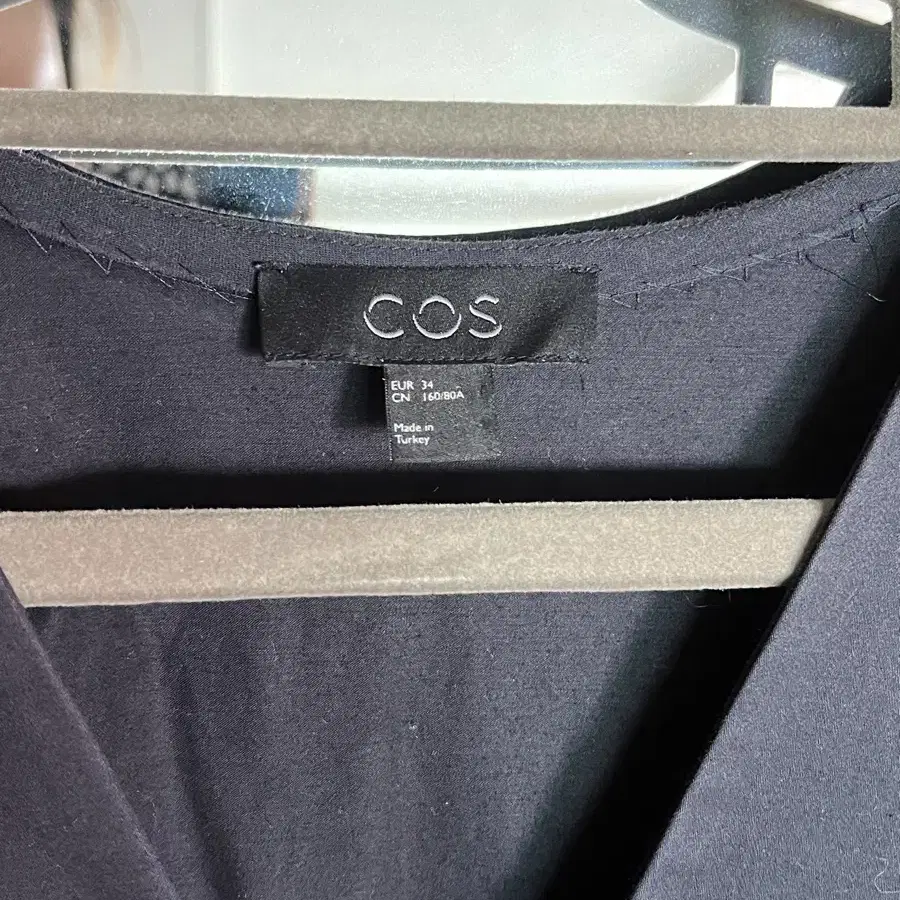 COS
EUR 34
CN 160/80A
Made in
Turkey